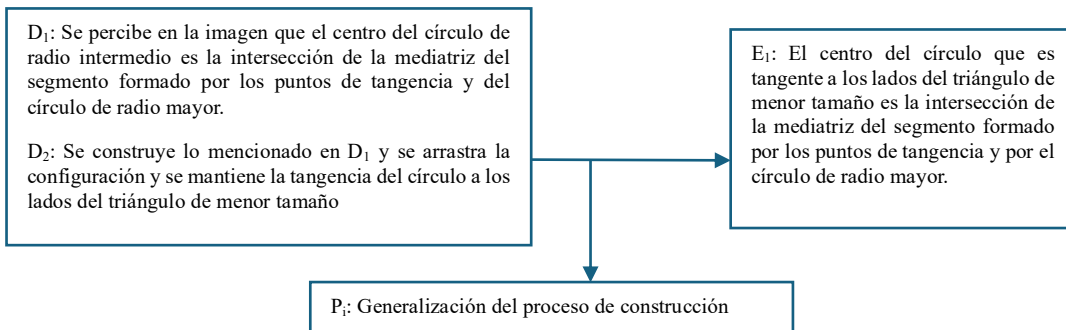 D₁: Se percibe en la imagen que el centro del círculo de
radio intermedio es la intersección de la mediatriz del
segmento formado por los puntos de tangencia y del
círculo de radio mayor.
D₂: Se construye lo mencionado en D₁ y se arrastra la
configuración y se mantiene la tangencia del círculo a los
lados del triángulo de menor tamaño
E₁: El centro del círculo que es
tangente a los lados del triángulo de
menor tamaño es la intersección de
la mediatriz del segmento formado
por los puntos de tangencia y por el
círculo de radio mayor.
Pᵢ: Generalización del proceso de construcción